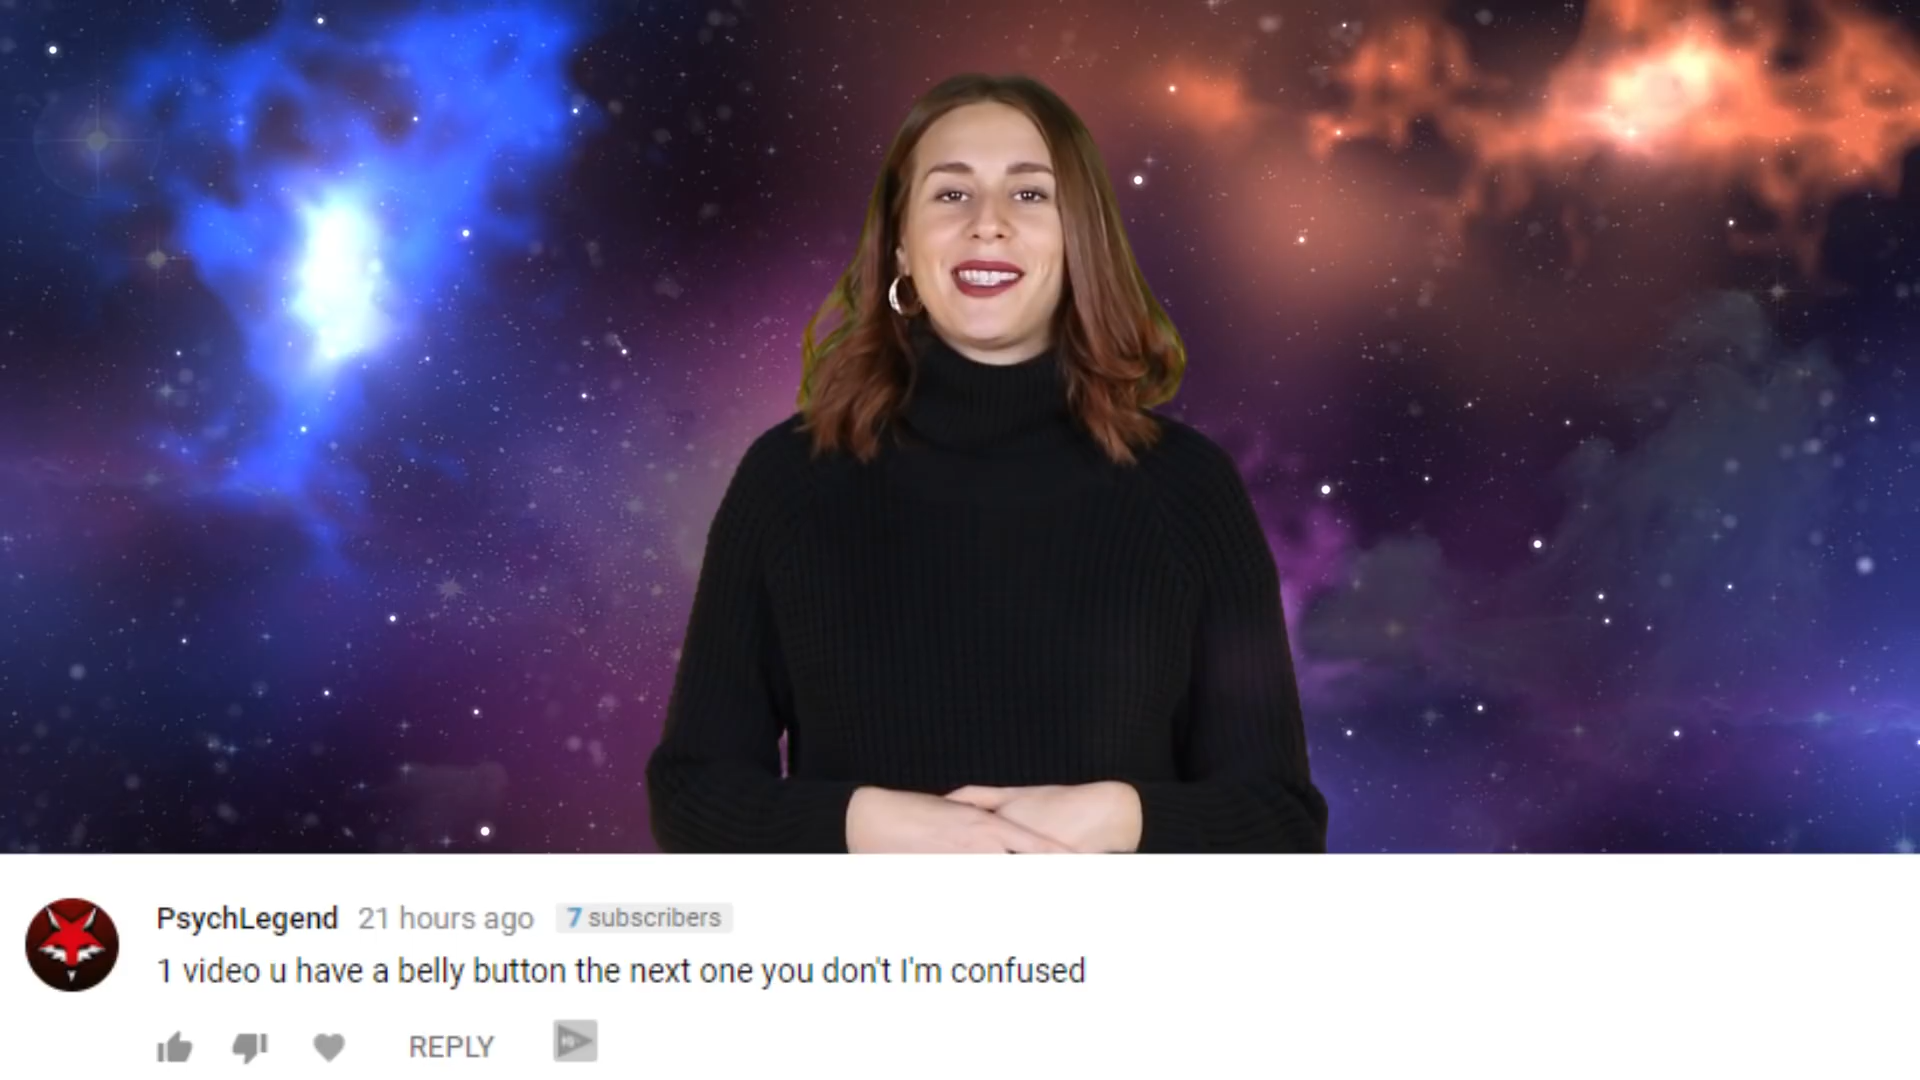 PsychLegend 21 hours ago 7 subscribers
1 video u have a belly button the next one you don't I'm confused
REPLY